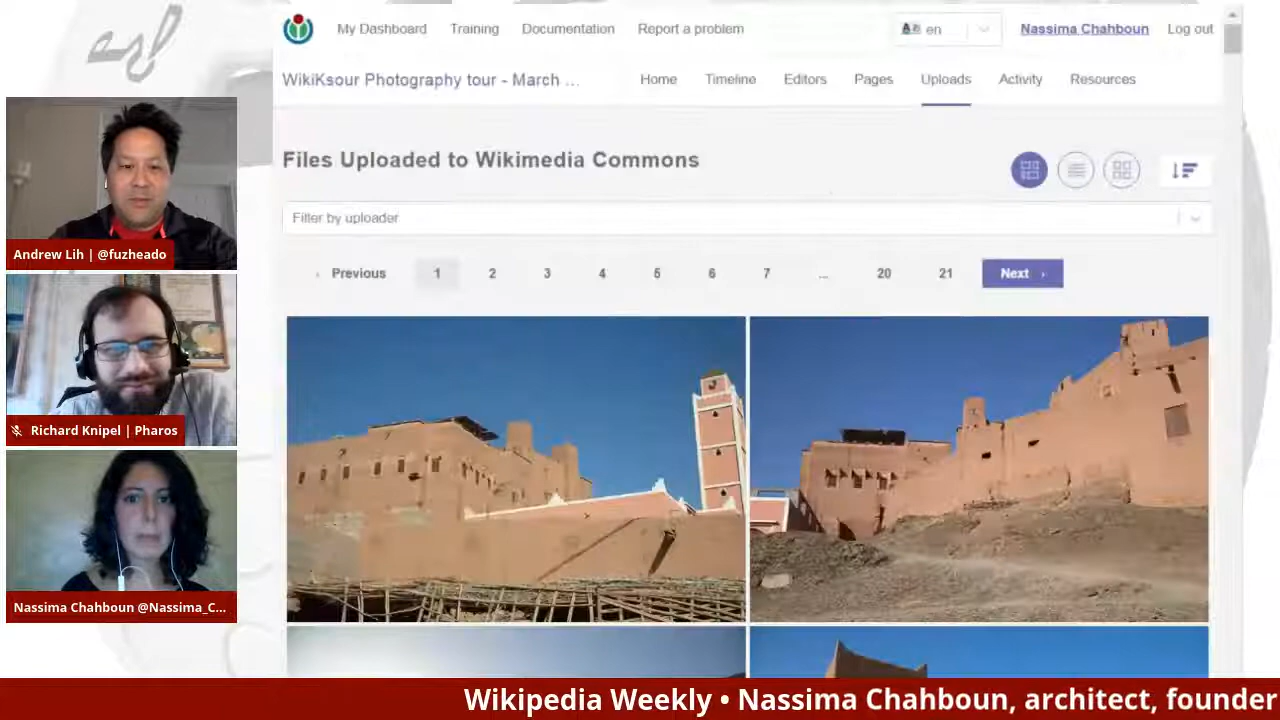 My Dashboard Training Documentation Report a problem en Nassima Chahboun Log out
WikiKsour Photography tour - March ... Home Timeline Editors Pages Uploads Activity Resources
Files Uploaded to Wikimedia Commons
Filter by uploader
‹ Previous 1 2 3 4 5 6 7 ... 20 21 Next ›
Andrew Lih | @fuzheado
Richard Knipel | Pharos
Nassima Chahboun @Nassima_C...
Wikipedia Weekly • Nassima Chahboun, architect, founder